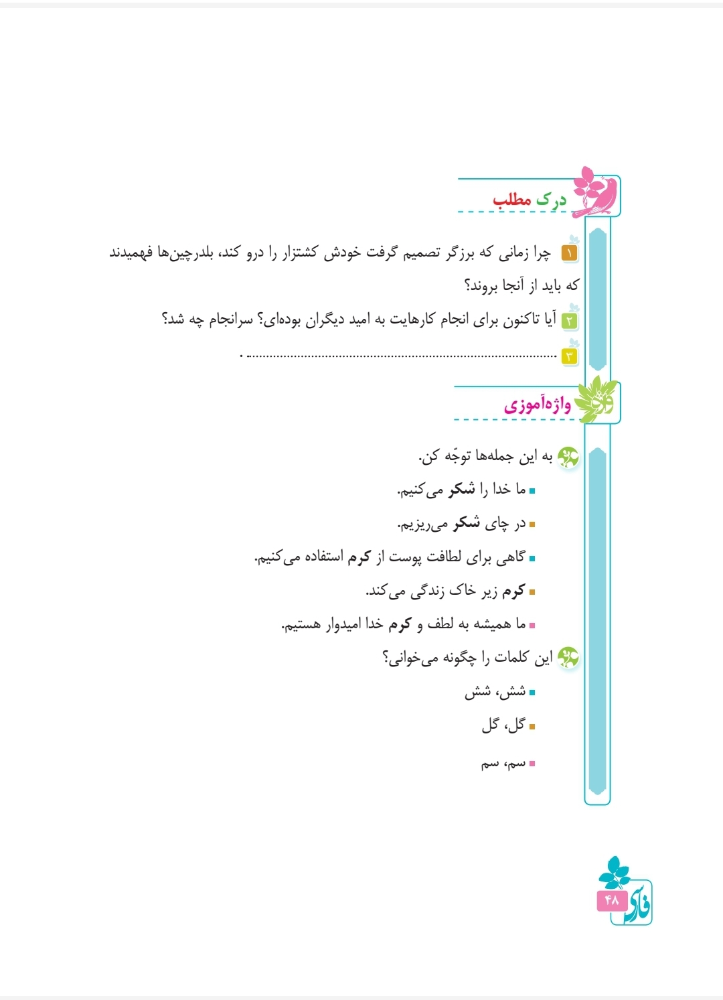 درک مطلب
۱ چرا زمانی که برزگر تصمیم گرفت خودش کشتزار را درو کند، بلدرچین‌ها فهمیدند
که باید از آنجا بروند؟
۲ آیا تاکنون برای انجام کارهایت به امید دیگران بوده‌ای؟ سرانجام چه شد؟
۳ ........................................................................................ .
واژه‌آموزی
به این جمله‌ها توجّه کن.
ما خدا را شکر می‌کنیم.
در چای شکر می‌ریزیم.
گاهی برای لطافت پوست از کرم استفاده می‌کنیم.
کرم زیر خاک زندگی می‌کند.
ما همیشه به لطف و کرم خدا امیدوار هستیم.
این کلمات را چگونه می‌خوانی؟
شش، شش
گل، گل
سم، سم
فارسی
۴۸